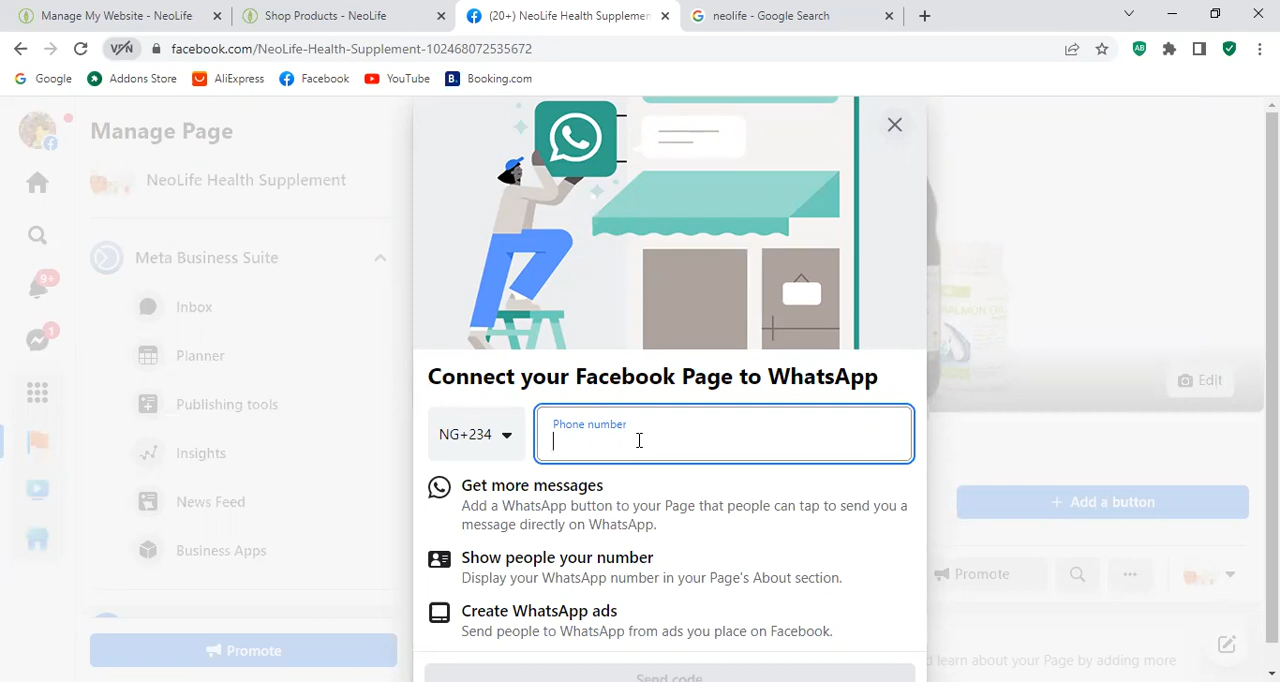 Manage My Website - NeoLife
Shop Products - NeoLife
(20+) NeoLife Health Supplemen
neolife - Google Search
VPN
facebook.com/NeoLife-Health-Supplement-102468072535672
Google
Addons Store
AliExpress
Facebook
YouTube
Booking.com
Manage Page
NeoLife Health Supplement
Meta Business Suite
Inbox
9+
1
Planner
Publishing tools
Insights
News Feed
Business Apps
Promote
Connect your Facebook Page to WhatsApp
NG+234
Phone number
Get more messages
Add a WhatsApp button to your Page that people can tap to send you a
message directly on WhatsApp.
Show people your number
Display your WhatsApp number in your Page's About section.
Create WhatsApp ads
Send people to WhatsApp from ads you place on Facebook.
Send code
ALMON OIL
Edit
+ Add a button
Promote
d learn about your Page by adding more